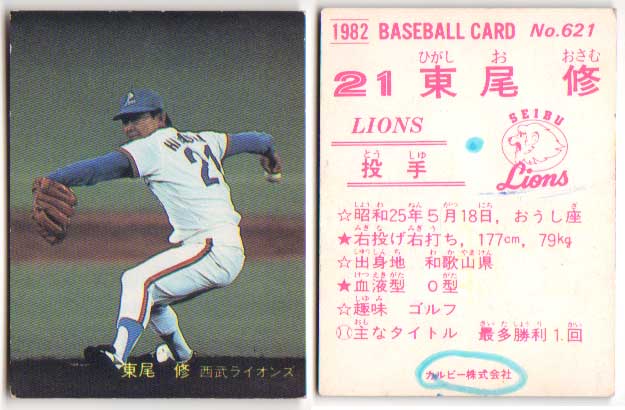 HI
21
東尾 修 西武ライオンズ
1982 BASEBALL CARD No.621
ひがし お おさむ
21 東尾 修
LIONS
SEIBU
Lions
とう しゅ
投手
しょうわ ねん がつ にち ざ
☆昭和25年5月18日, おうし座
みぎな みぎう
★右投げ右打ち, 177cm, 79kg
しゅっしんち わ か やまけん
☆出身地 和歌山県
けつえきがた がた
★血液型 O型
しゅみ
☆趣味 ゴルフ
おも さい た しょうり かい
主なタイトル 最多勝利1.回
カルビー株式会社